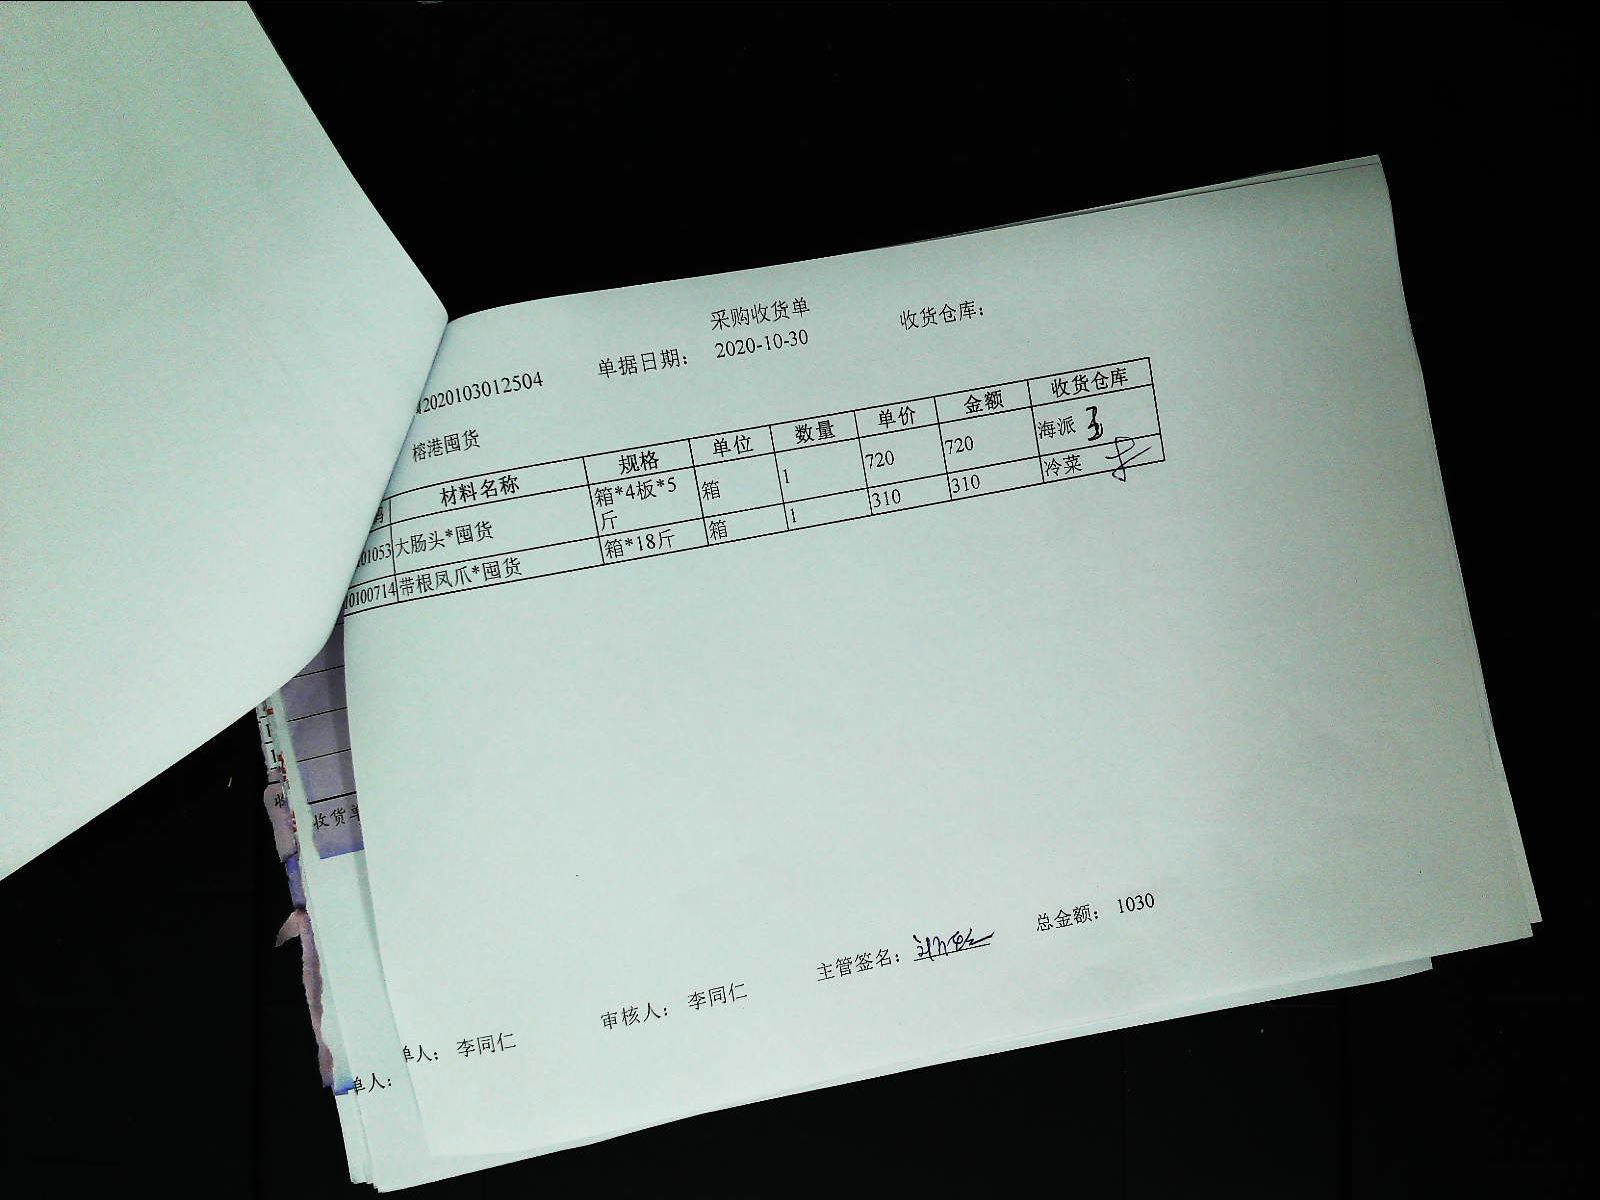 采购收货单
2020103012504 单据日期： 2020-10-30 收货仓库：
榕港囤货
材料名称 规格 单位 数量 单价 金额 收货仓库
01053 大肠头*囤货 箱*4板*5斤 箱 1 720 720 海派
0100714 带根凤爪*囤货 箱*18斤 箱 1 310 310 冷菜
收货单
单人： 李同仁 审核人： 李同仁 主管签名： 总金额： 1030
单人：